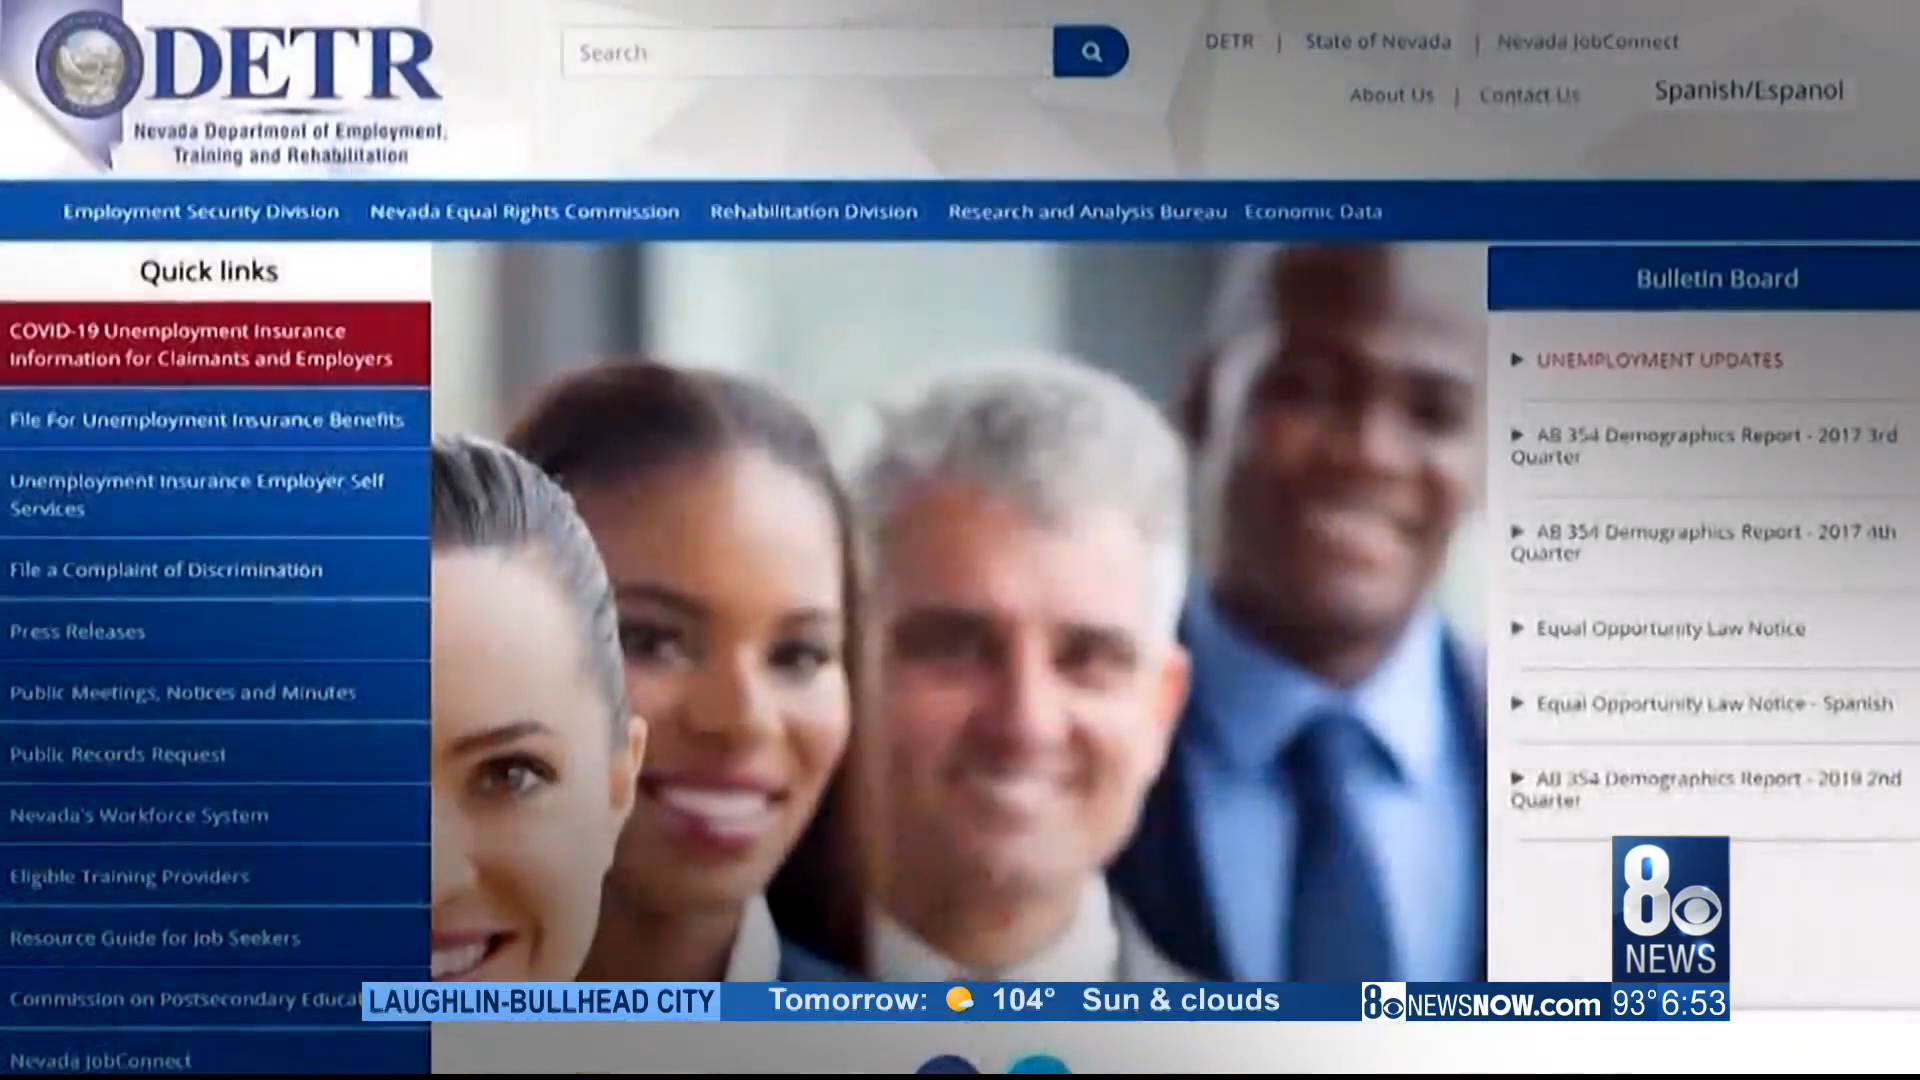 DETR
Nevada Department of Employment,
Training and Rehabilitation
Search
DETR | State of Nevada | Nevada JobConnect
About Us | Contact Us Spanish/Espanol
Employment Security Division Nevada Equal Rights Commission Rehabilitation Division Research and Analysis Bureau Economic Data
Quick links
COVID-19 Unemployment Insurance
Information for Claimants and Employers
File For Unemployment Insurance Benefits
Unemployment Insurance Employer Self
Services
File a Complaint of Discrimination
Press Releases
Public Meetings, Notices and Minutes
Public Records Request
Nevada's Workforce System
Eligible Training Providers
Resource Guide for Job Seekers
Commission on Postsecondary Educat
Nevada JobConnect
Bulletin Board
UNEMPLOYMENT UPDATES
AB 354 Demographics Report - 2017 3rd
Quarter
AB 354 Demographics Report - 2017 4th
Quarter
Equal Opportunity Law Notice
Equal Opportunity Law Notice - Spanish
AB 354 Demographics Report - 2019 2nd
Quarter
8
NEWS
LAUGHLIN-BULLHEAD CITY Tomorrow: 104° Sun & clouds 8 NEWSNOW.com 93° 6:53